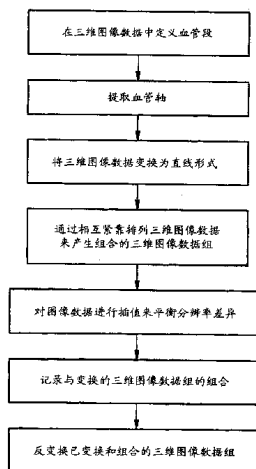 在三维图像数据中定义血管段
提取血管轴
将三维图像数据变换为直线形式
通过相互紧靠排列三维图像数据
来产生组合的三维图像数据组
对图像数据进行插值来平衡分辨率差异
记录与变换的三维图像数据组的组合
反变换已变换和组合的三维图像数据组